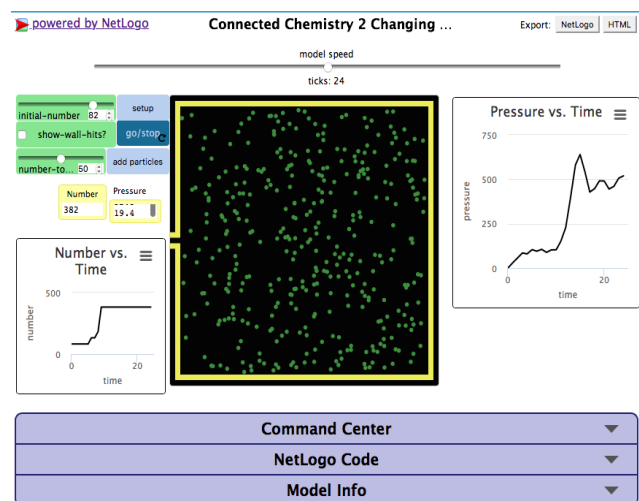 powered by NetLogo
Connected Chemistry 2 Changing ...
Export: NetLogo HTML
model speed
ticks: 24
initial-number 82
setup
show-wall-hits?
go/stop
number-to... 50
add particles
Number
382
Pressure
19.4
Number vs. Time
500
0
number
0 20
time
Pressure vs. Time
750
500
250
0
pressure
0 20
time
Command Center
NetLogo Code
Model Info